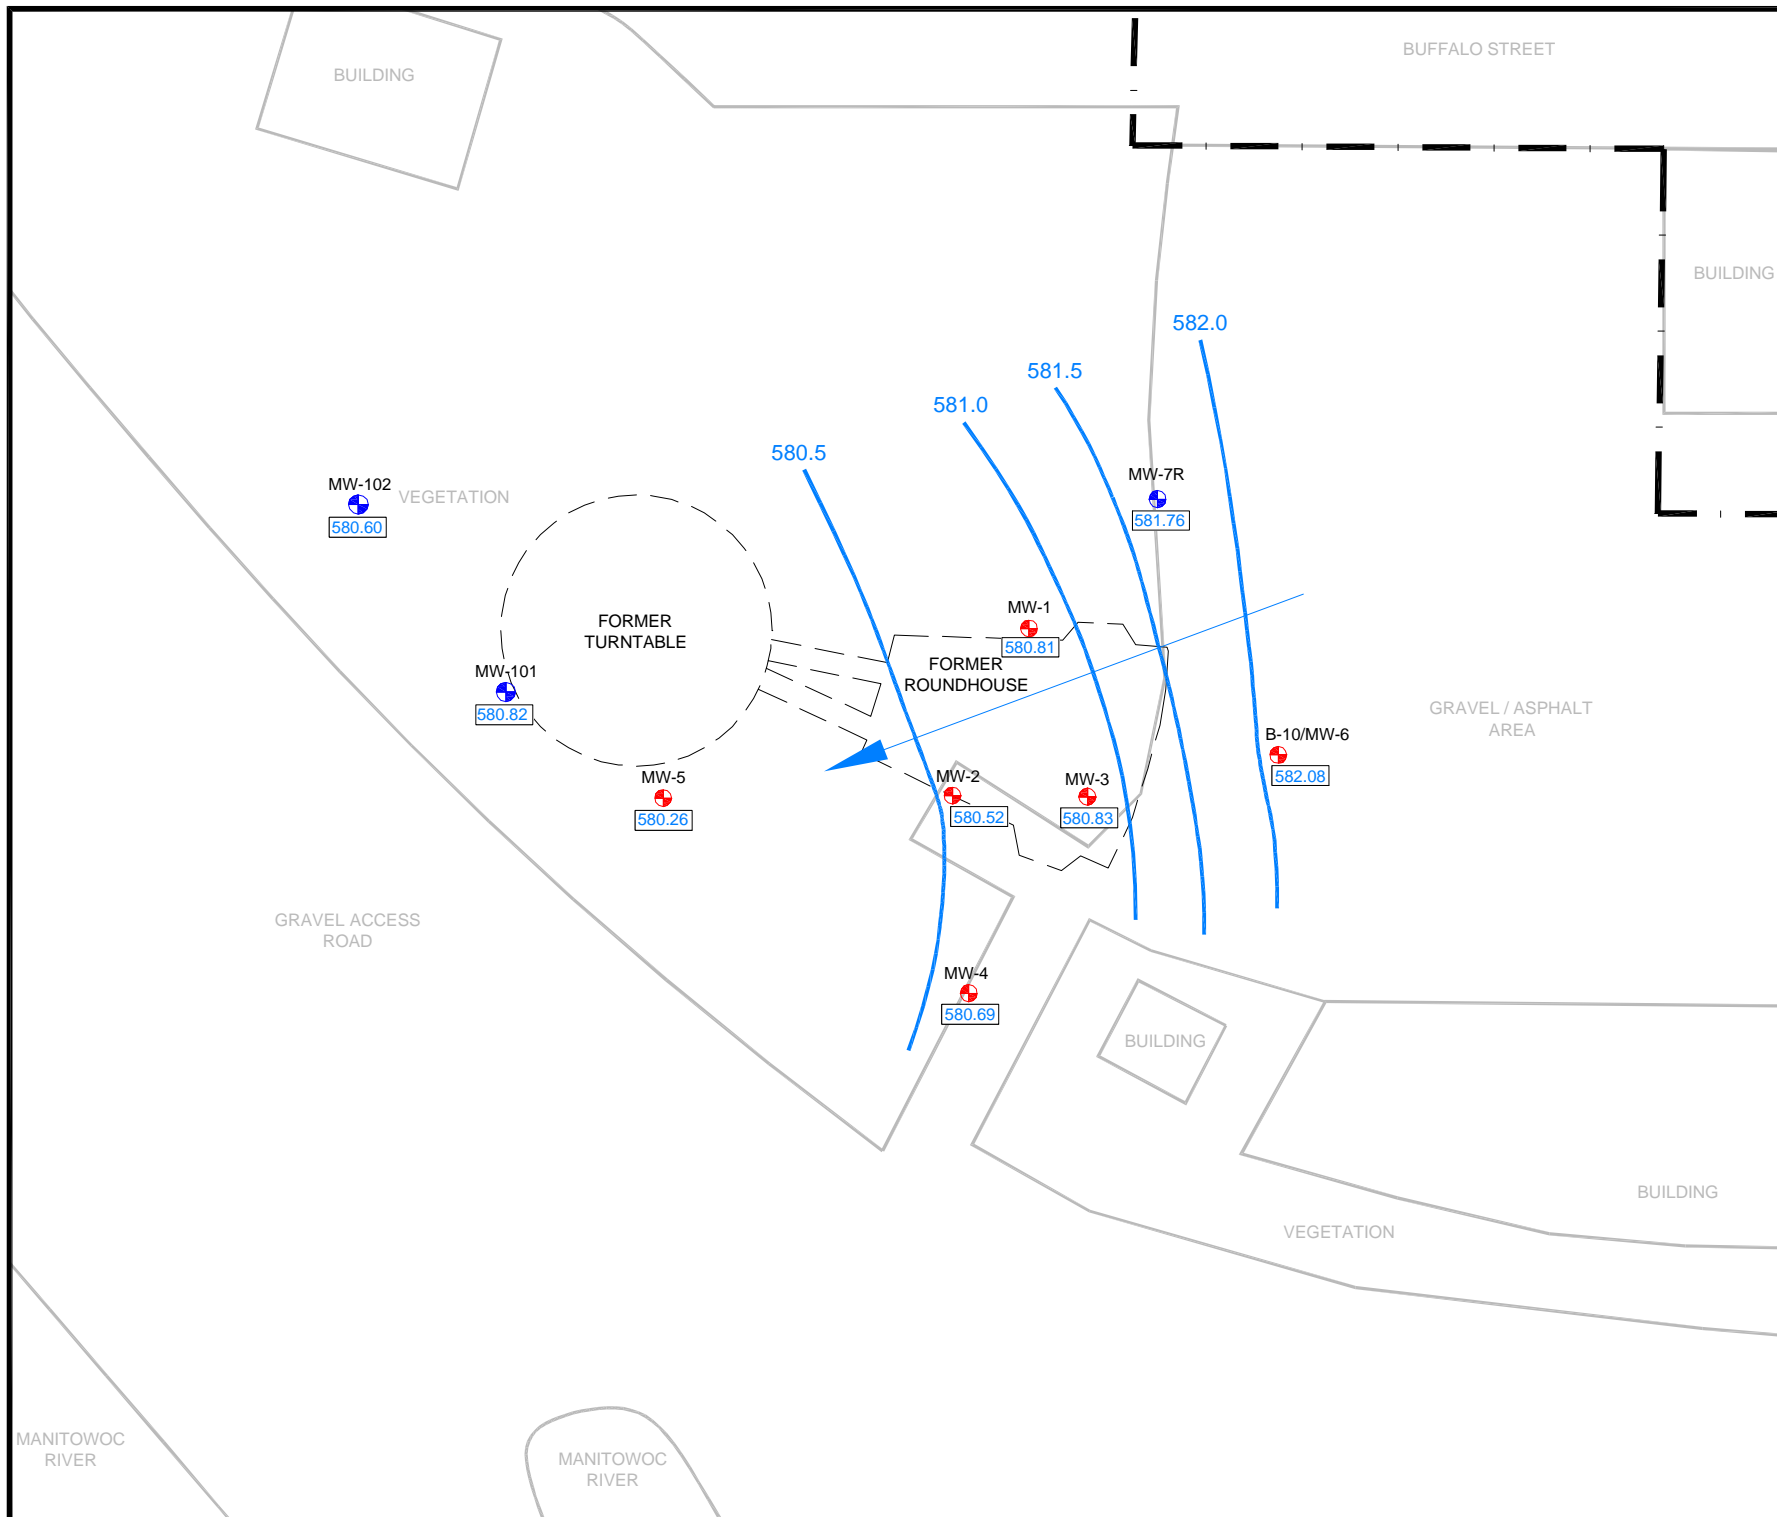 BUFFALO STREET
BUILDING
BUILDING
582.0
581.5
581.0
580.5
MW-7R
581.76
MW-102
580.60
VEGETATION
MW-1
580.81
FORMER
TURNTABLE
FORMER
ROUNDHOUSE
MW-101
580.82
GRAVEL / ASPHALT
AREA
B-10/MW-6
582.08
MW-5
580.26
MW-2
580.52
MW-3
580.83
GRAVEL ACCESS
ROAD
MW-4
580.69
BUILDING
BUILDING
VEGETATION
MANITOWOC
RIVER
MANITOWOC
RIVER